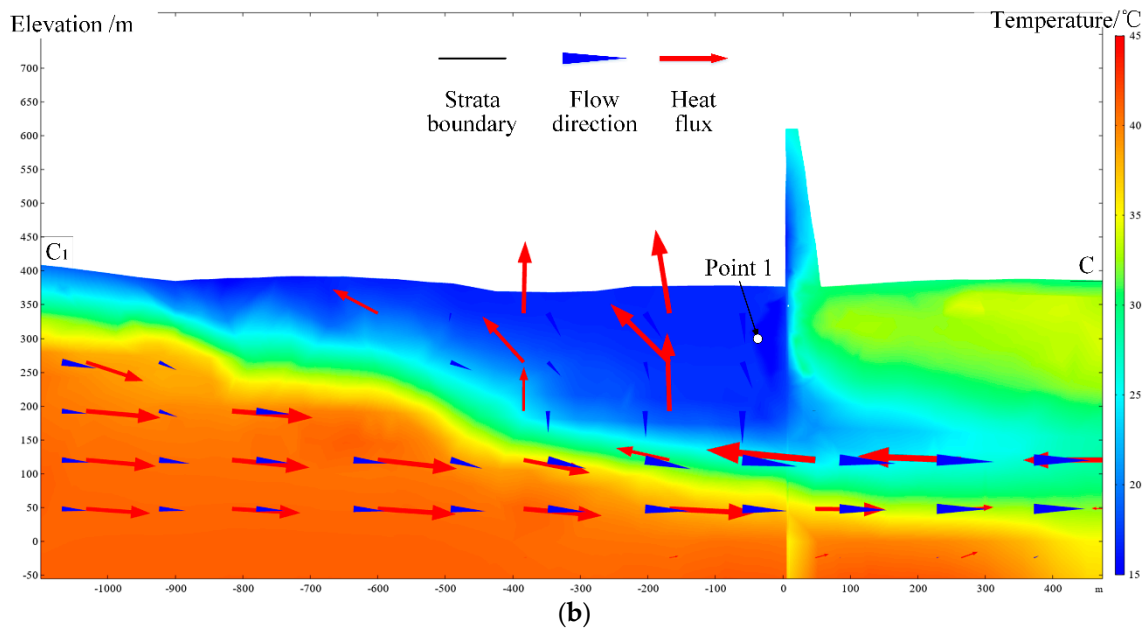 Elevation /m
Temperature/℃
45
700
650
600
550
500
450
400
350
300
250
200
150
100
50
0
-50
Strata
boundary
Flow
direction
Heat
flux
40
35
30
25
20
15
C₁
Point 1
C
-1000 -900 -800 -700 -600 -500 -400 -300 -200 -100 0 100 200 300 400 m
(b)